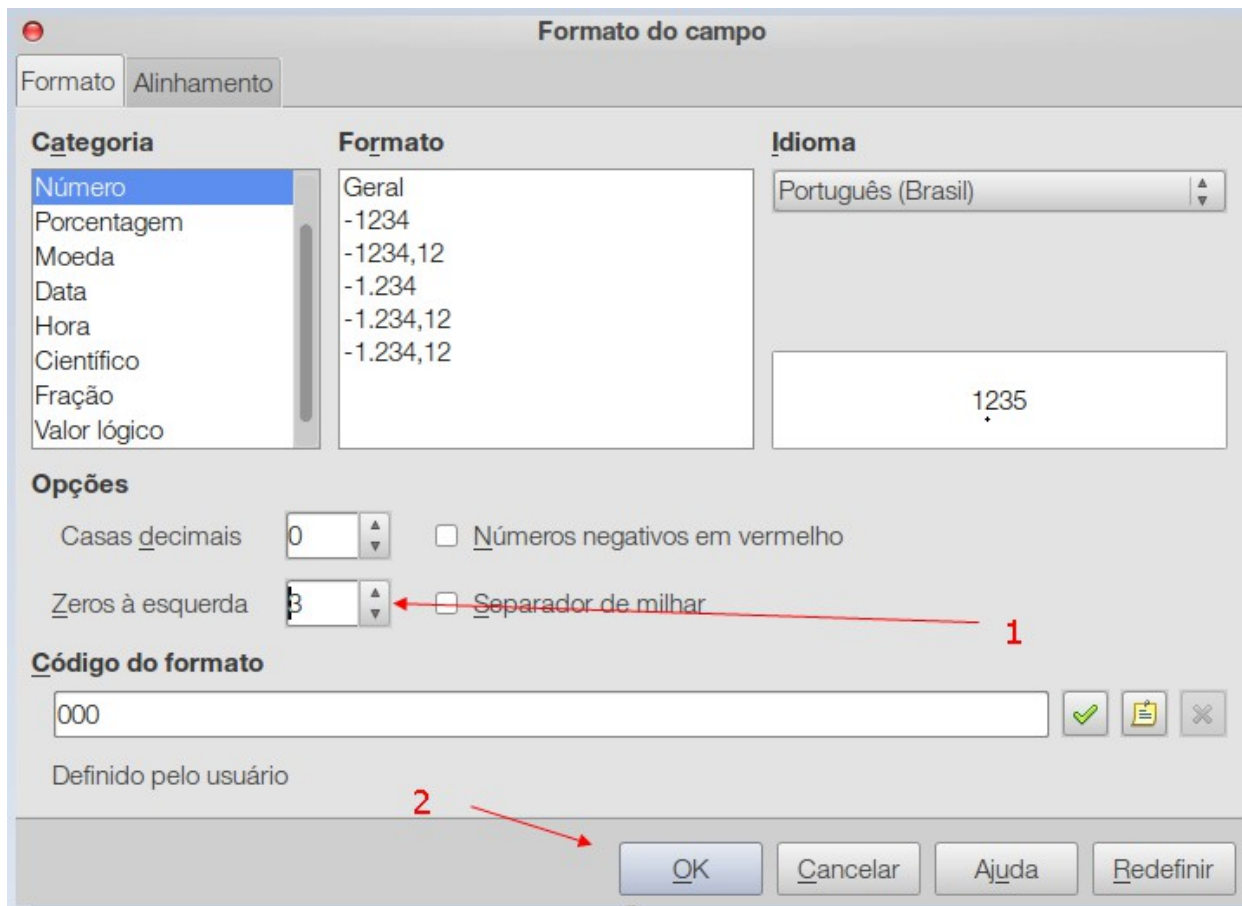 Formato do campo
Formato Alinhamento
Categoria
Número
Porcentagem
Moeda
Data
Hora
Científico
Fração
Valor lógico
Formato
Geral
-1234
-1234,12
-1.234
-1.234,12
-1.234,12
Idioma
Português (Brasil)
1235
Opções
Casas decimais 0 Números negativos em vermelho
Zeros à esquerda 3 Separador de milhar
1
Código do formato
000
Definido pelo usuário
2
OK Cancelar Ajuda Redefinir